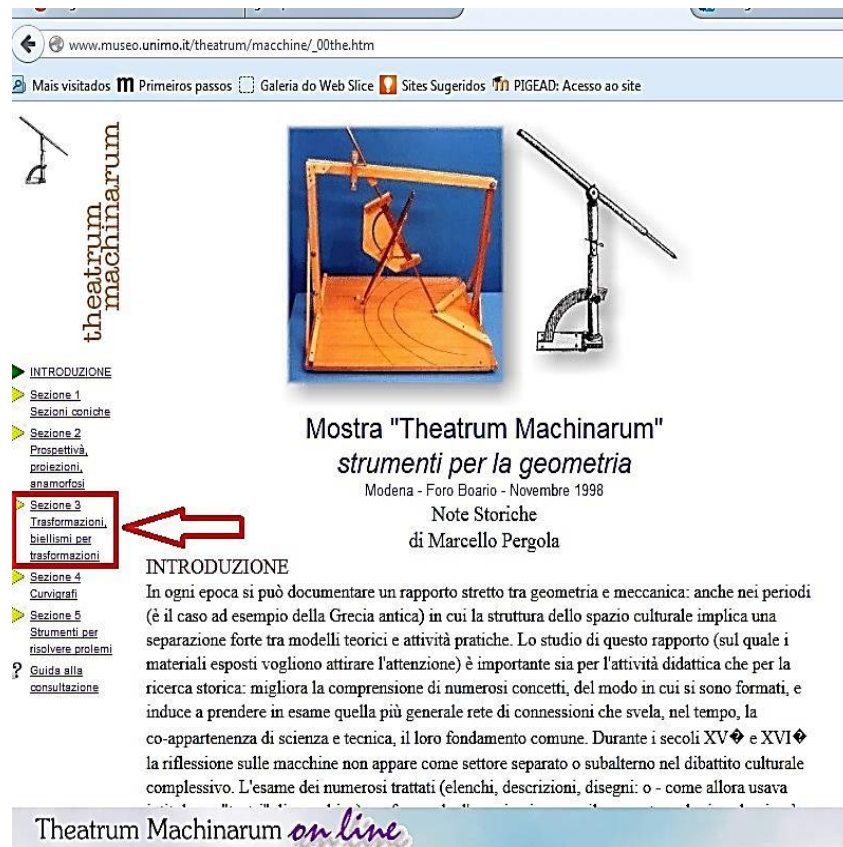 www.museo.unimo.it/theatrum/macchine/_00the.htm
Mais visitados Primeiros passos Galeria do Web Slice Sites Sugeridos PIGEAD: Acesso ao site
theatrum
machinarum
INTRODUZIONE
Sezione 1
Sezioni coniche
Sezione 2
Prospettivà,
proiezioni,
anamorfosi
Sezione 3
Trasformazioni,
biellismi per
trasformazioni
Sezione 4
Curvigrafi
Sezione 5
Strumenti per
risolvere prolemi
? Guida alla
consultazione
Mostra "Theatrum Machinarum"
strumenti per la geometria
Modena - Foro Boario - Novembre 1998
Note Storiche
di Marcello Pergola
INTRODUZIONE
In ogni epoca si può documentare un rapporto stretto tra geometria e meccanica: anche nei periodi
(è il caso ad esempio della Grecia antica) in cui la struttura dello spazio culturale implica una
separazione forte tra modelli teorici e attività pratiche. Lo studio di questo rapporto (sul quale i
materiali esposti vogliono attirare l'attenzione) è importante sia per l'attività didattica che per la
ricerca storica: migliora la comprensione di numerosi concetti, del modo in cui si sono formati, e
induce a prendere in esame quella più generale rete di connessioni che svela, nel tempo, la
co-appartenenza di scienza e tecnica, il loro fondamento comune. Durante i secoli XV� e XVI�
la riflessione sulle macchine non appare come settore separato o subalterno nel dibattito culturale
complessivo. L'esame dei numerosi trattati (elenchi, descrizioni, disegni: o - come allora usava
Theatrum Machinarum on line